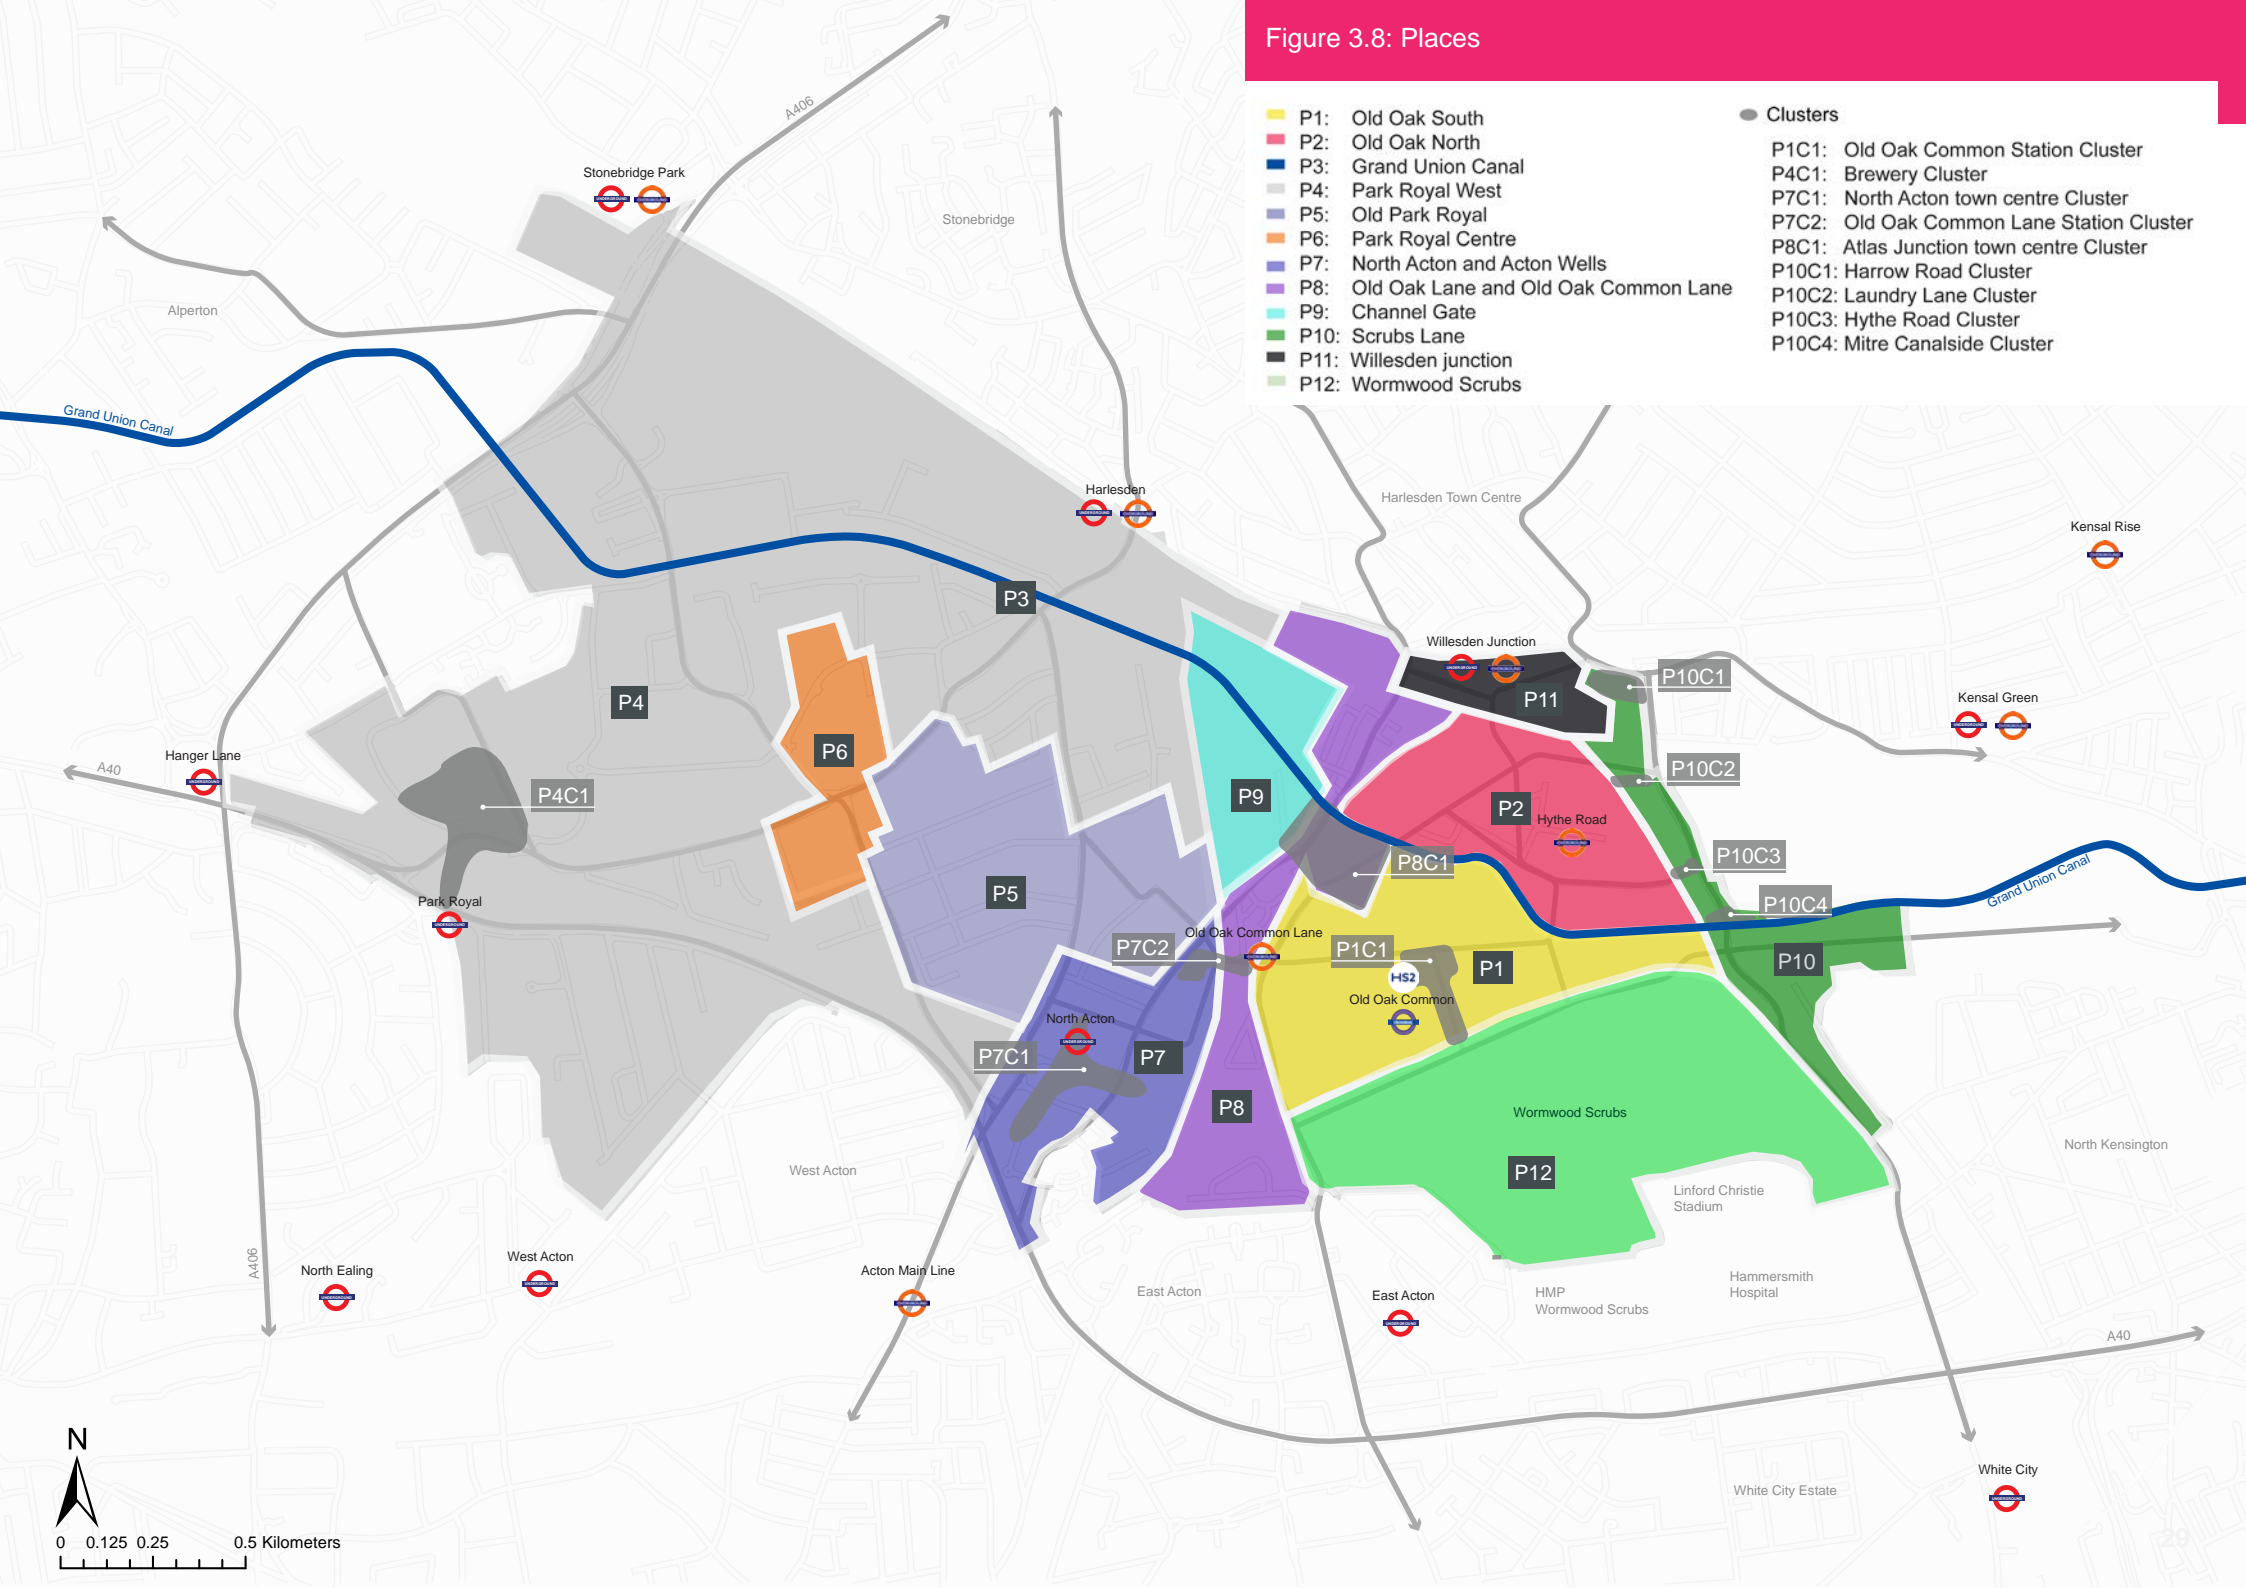 Figure 3.8: Places
P1: Old Oak South
P2: Old Oak North
P3: Grand Union Canal
P4: Park Royal West
P5: Old Park Royal
P6: Park Royal Centre
P7: North Acton and Acton Wells
P8: Old Oak Lane and Old Oak Common Lane
P9: Channel Gate
P10: Scrubs Lane
P11: Willesden junction
P12: Wormwood Scrubs
Clusters
P1C1: Old Oak Common Station Cluster
P4C1: Brewery Cluster
P7C1: North Acton town centre Cluster
P7C2: Old Oak Common Lane Station Cluster
P8C1: Atlas Junction town centre Cluster
P10C1: Harrow Road Cluster
P10C2: Laundry Lane Cluster
P10C3: Hythe Road Cluster
P10C4: Mitre Canalside Cluster
A406
Stonebridge Park
Stonebridge
Alperton
Grand Union Canal
Harlesden
Harlesden Town Centre
Kensal Rise
P3
Willesden Junction
P10C1
P4
P11
Kensal Green
P6
Hanger Lane
A40
P10C2
P4C1
P9
P2
Hythe Road
P8C1
P10C3
Grand Union Canal
P5
Park Royal
P10C4
Old Oak Common Lane
P7C2
P1C1
P1
P10
HS2
Old Oak Common
North Acton
P7C1
P7
P8
Wormwood Scrubs
North Kensington
West Acton
P12
Linford Christie
Stadium
A406
North Ealing
West Acton
Acton Main Line
East Acton
East Acton
HMP
Wormwood Scrubs
Hammersmith
Hospital
A40
White City
White City Estate
N
0 0.125 0.25 0.5 Kilometers
29